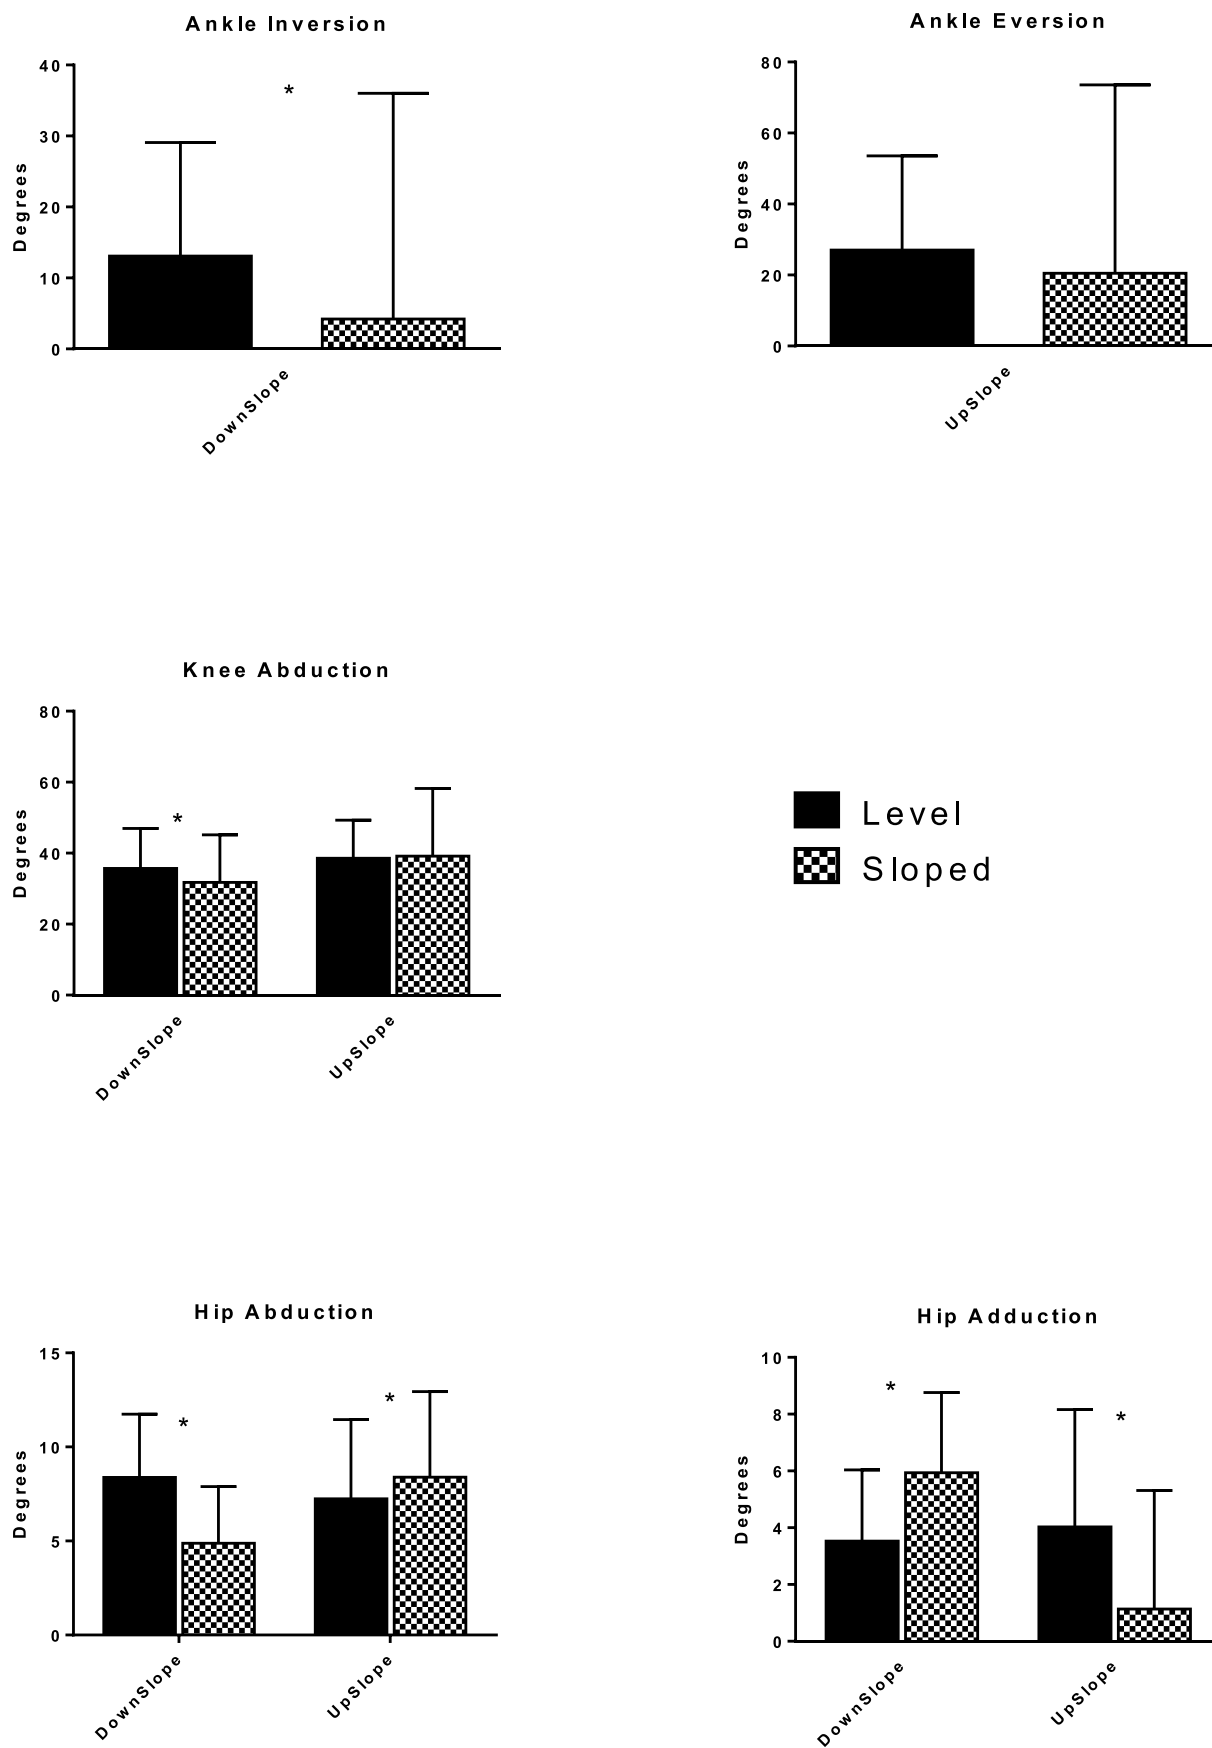 Ankle Inversion
40
30
20
10
0
Degrees
*
DownSlope
Ankle Eversion
80
60
40
20
0
Degrees
UpSlope
Knee Abduction
80
60
40
20
0
Degrees
*
DownSlope
UpSlope
Level
Sloped
Hip Abduction
15
10
5
0
Degrees
*
*
DownSlope
UpSlope
Hip Adduction
10
8
6
4
2
0
Degrees
*
*
DownSlope
UpSlope